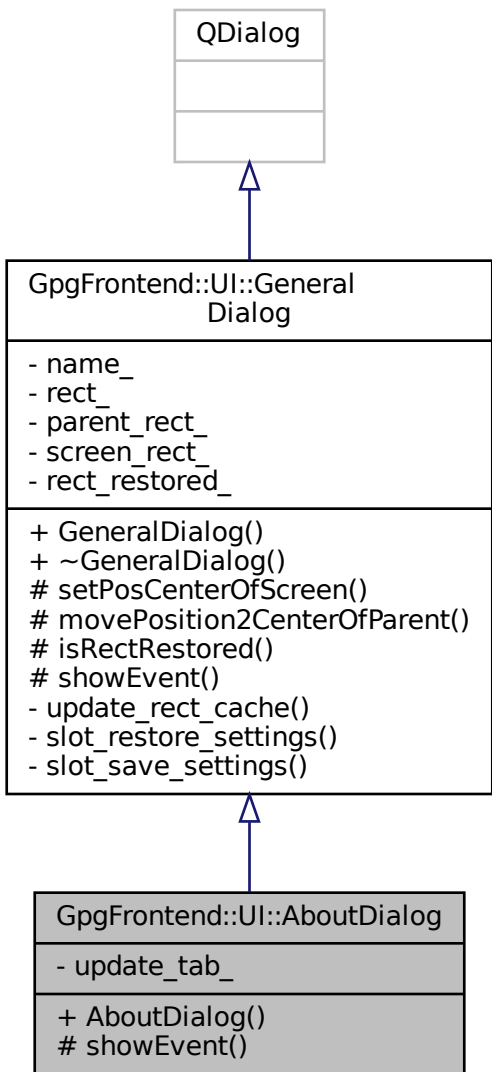 QDialog
GpgFrontend::UI::General
Dialog
- name_
- rect_
- parent_rect_
- screen_rect_
- rect_restored_
+ GeneralDialog()
+ ~GeneralDialog()
# setPosCenterOfScreen()
# movePosition2CenterOfParent()
# isRectRestored()
# showEvent()
- update_rect_cache()
- slot_restore_settings()
- slot_save_settings()
GpgFrontend::UI::AboutDialog
- update_tab_
+ AboutDialog()
# showEvent()